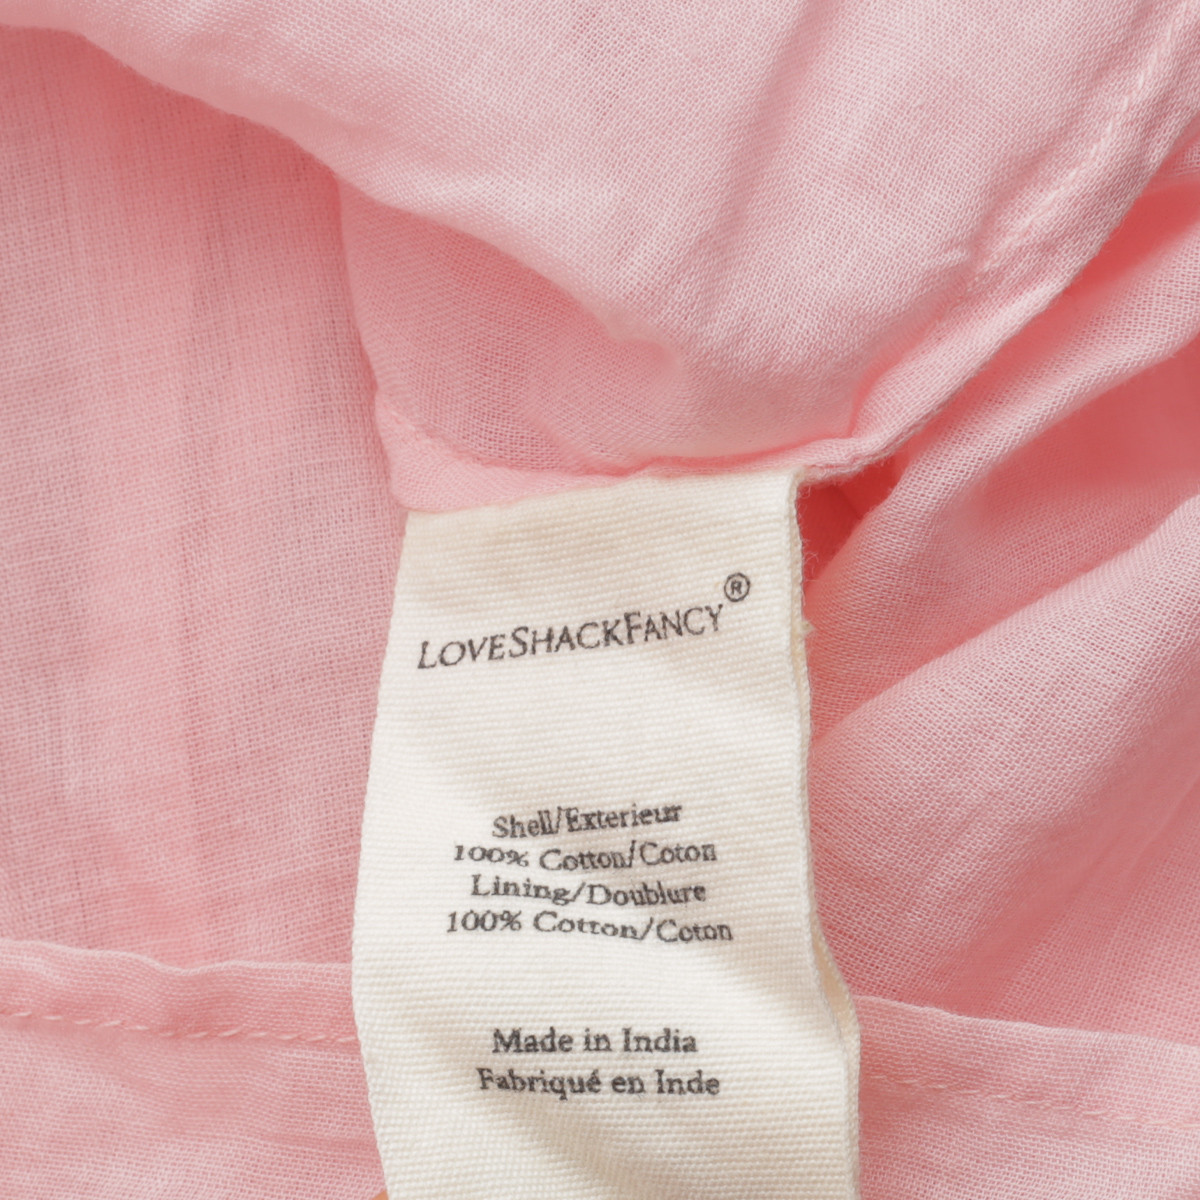 LOVESHACKFANCY®
Shell/Exterieur
100% Cotton/Coton
Lining/Doublure
100% Cotton/Coton
Made in India
Fabriqué en Inde